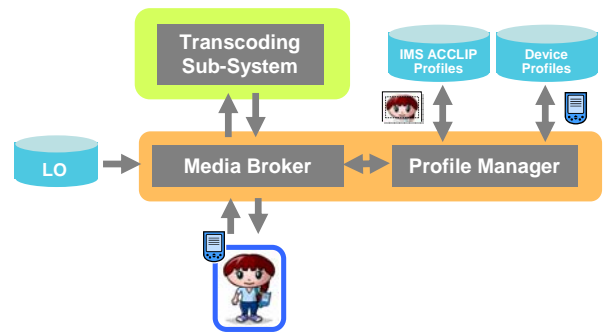 Transcoding
Sub-System
IMS ACCLIP
Profiles
Device
Profiles
LO
Media Broker
Profile Manager